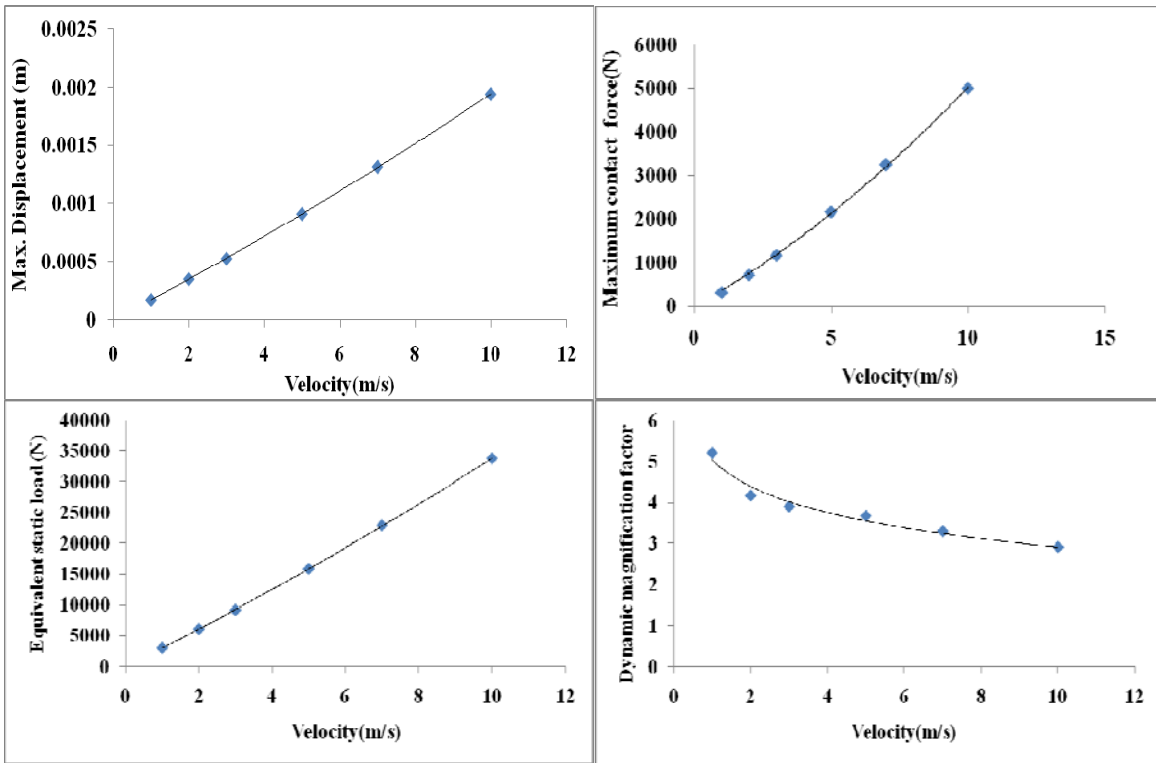 Max. Displacement (m)
0.0025
0.002
0.0015
0.001
0.0005
0
0 2 4 6 8 10 12
Velocity(m/s)
Maximum contact force(N)
6000
5000
4000
3000
2000
1000
0
0 5 10 15
Velocity(m/s)
Equivalent static load (N)
40000
35000
30000
25000
20000
15000
10000
5000
0
0 2 4 6 8 10 12
Velocity(m/s)
Dynamic magnification factor
6
5
4
3
2
1
0
0 2 4 6 8 10 12
Velocity(m/s)